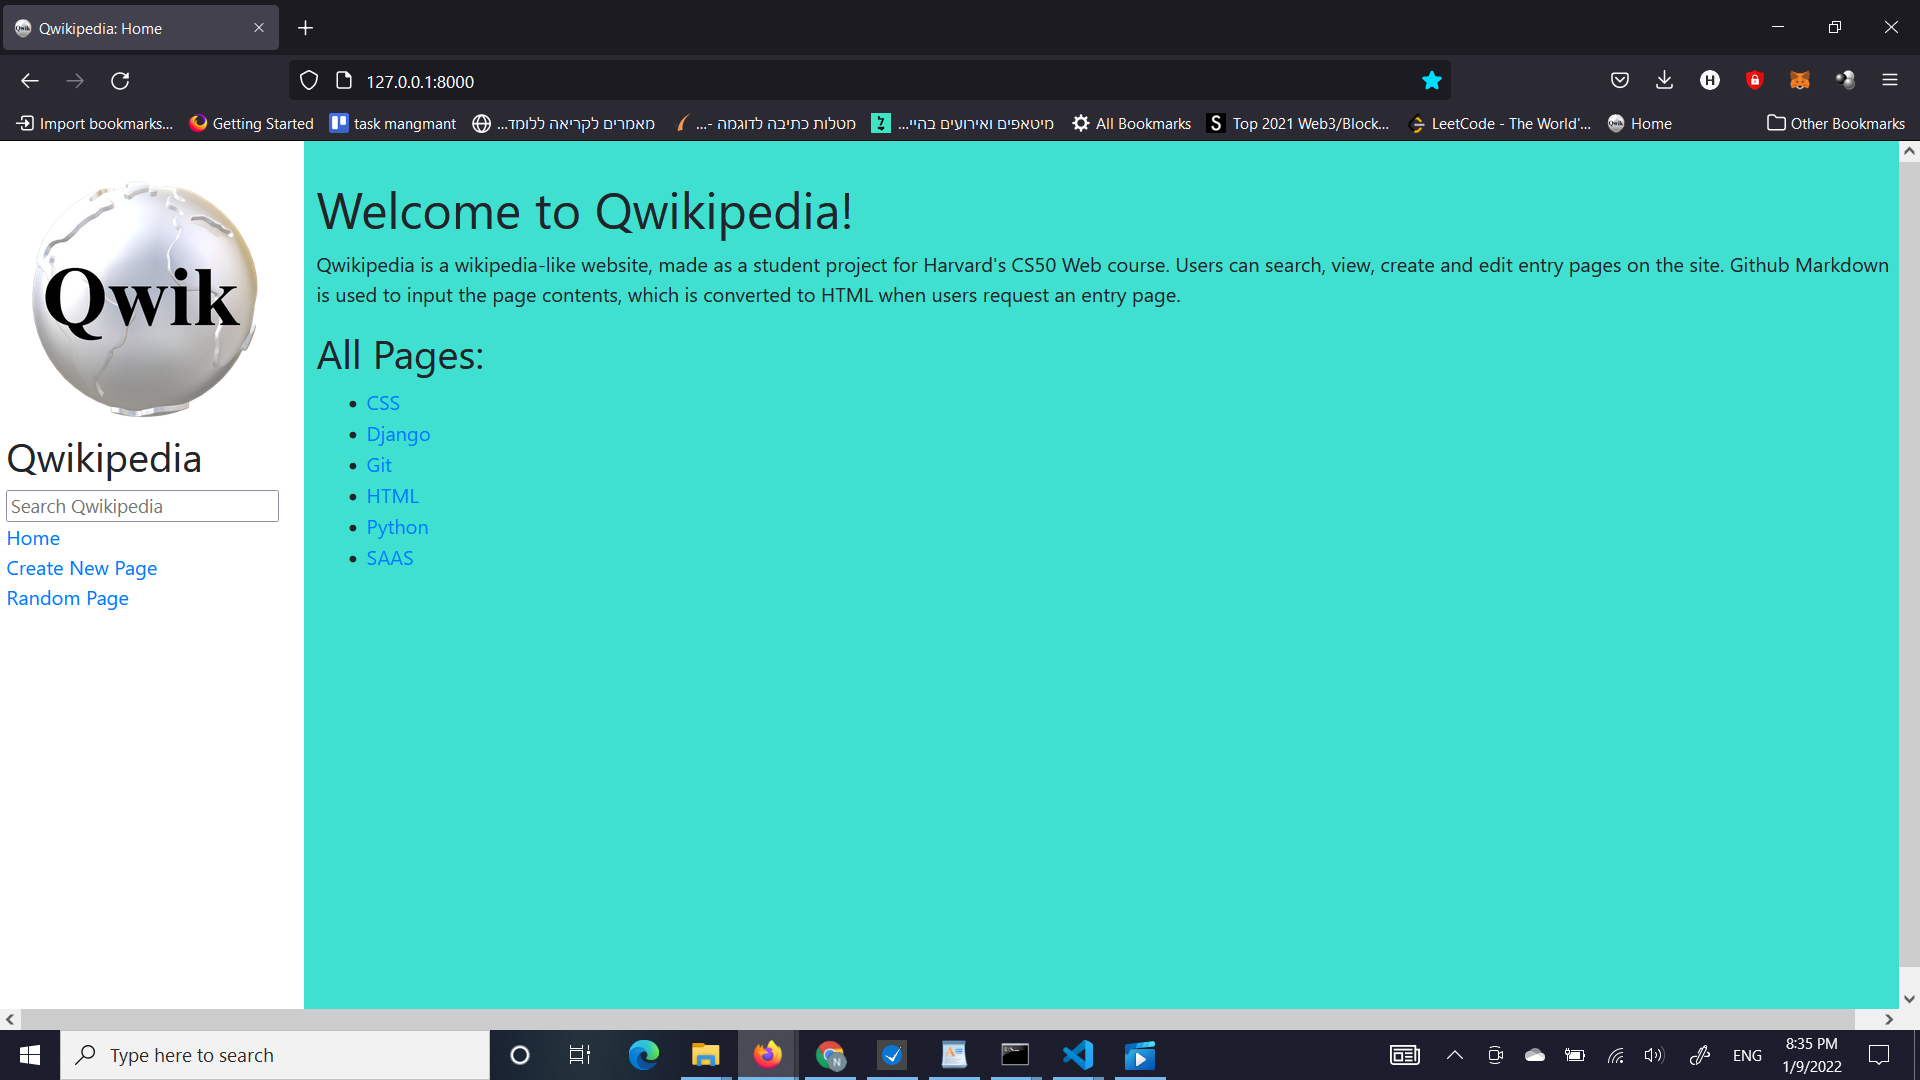 Qwikipedia: Home
127.0.0.1:8000
H
Import bookmarks...
Getting Started
task mangmant
מאמרים לקריאה ללומד...
מטלות כתיבה לדוגמה -...
מיטאפים ואירועים בהיי...
All Bookmarks
S Top 2021 Web3/Block...
LeetCode - The World'...
Home
Other Bookmarks
Qwik
Qwikipedia
Search Qwikipedia
Home
Create New Page
Random Page
Welcome to Qwikipedia!
Qwikipedia is a wikipedia-like website, made as a student project for Harvard's CS50 Web course. Users can search, view, create and edit entry pages on the site. Github Markdown
is used to input the page contents, which is converted to HTML when users request an entry page.
All Pages:
CSS
Django
Git
HTML
Python
SAAS
Type here to search
N
ENG
8:35 PM
1/9/2022